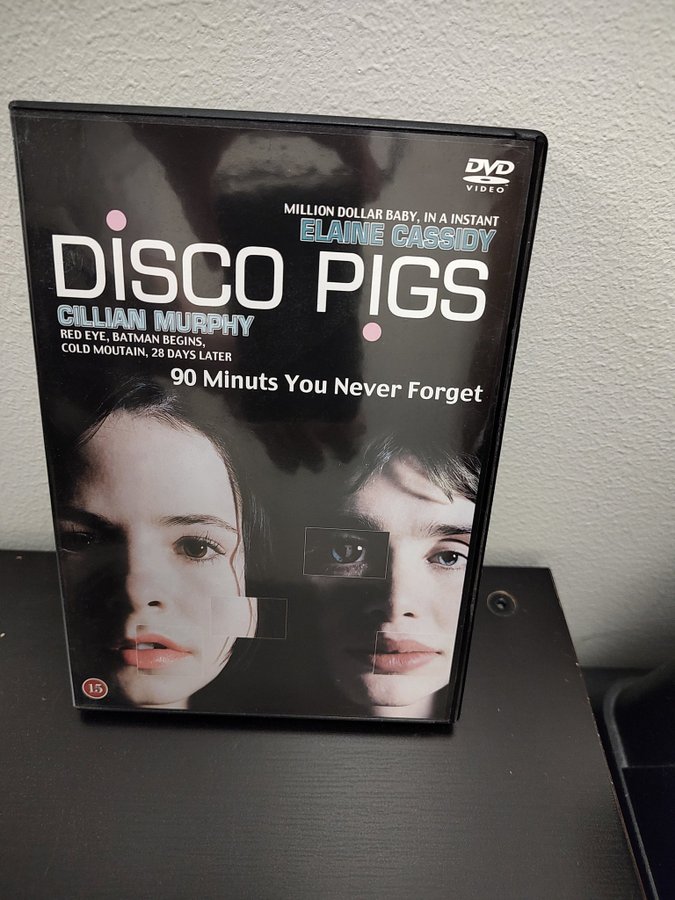 DVD
VIDEO
MILLION DOLLAR BABY, IN A INSTANT
ELAINE CASSIDY
DISCO PIGS
CILLIAN MURPHY
RED EYE, BATMAN BEGINS,
COLD MOUTAIN, 28 DAYS LATER
90 Minuts You Never Forget
15